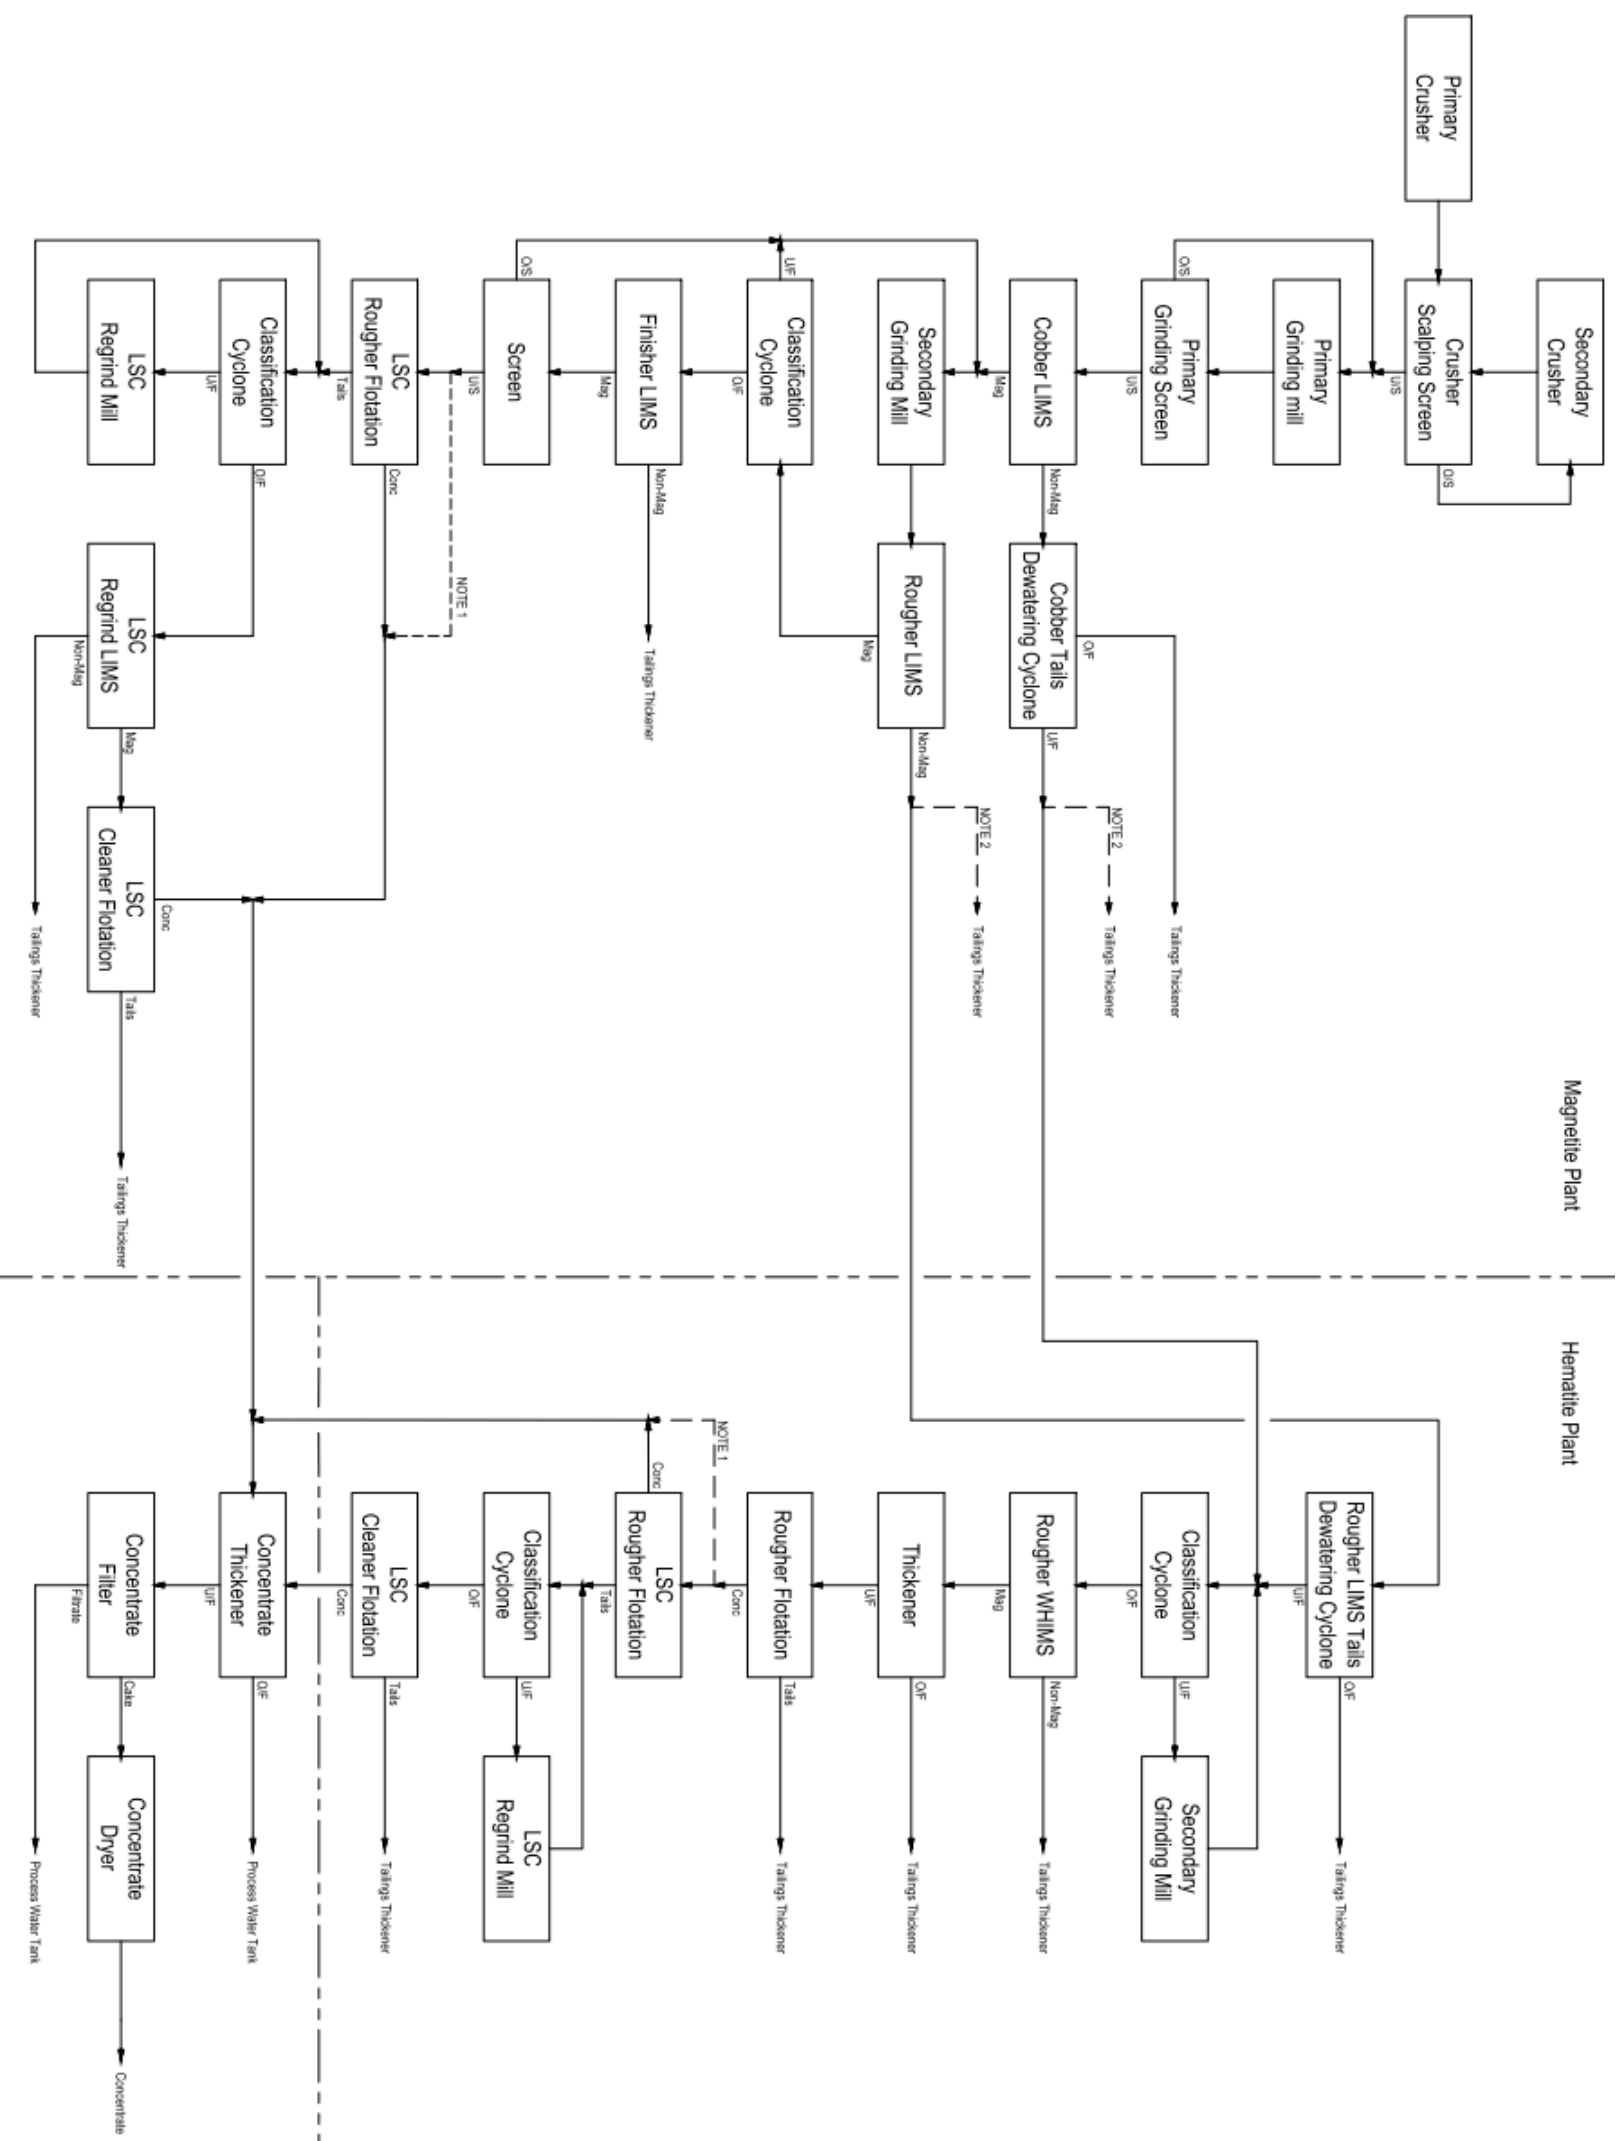 Magnetite Plant
Hematite Plant
Secondary
Crusher
Primary
Crusher
Crusher
Scalping Screen
O/S
U/S
Primary
Grinding mill
Primary
Grinding Screen
O/S
U/S
Cobber LIMS
Non-Mag
Mag
Cobber Tails
Dewatering Cyclone
O/F
Tailings Thickener
U/F
NOTE 2
Tailings Thickener
Secondary
Grinding Mill
Rougher LIMS
Mag
Non-Mag
NOTE 2
Tailings Thickener
Classification
Cyclone
U/F
O/F
Finisher LIMS
Non-Mag
Tailings Thickener
Mag
Screen
O/S
U/S
NOTE 1
LSC
Rougher Flotation
Conc
Tails
Classification
Cyclone
O/F
U/F
LSC
Regrind Mill
LSC
Regrind LIMS
Non-Mag
Tailings Thickener
Mag
LSC
Cleaner Flotation
Conc
Tails
Tailings Thickener
Rougher LIMS Tails
Dewatering Cyclone
O/F
Tailings Thickener
U/F
Classification
Cyclone
U/F
Secondary
Grinding Mill
O/F
Rougher WHIMS
Non-Mag
Tailings Thickener
Mag
Thickener
O/F
Tailings Thickener
U/F
Rougher Flotation
Tails
Tailings Thickener
Conc
NOTE 1
LSC
Rougher Flotation
Conc
Tails
Classification
Cyclone
U/F
LSC
Regrind Mill
O/F
LSC
Cleaner Flotation
Tails
Tailings Thickener
Conc
Concentrate
Thickener
O/F
Process Water Tank
U/F
Concentrate
Filter
Filtrate
Process Water Tank
Cake
Concentrate
Dryer
Concentrate